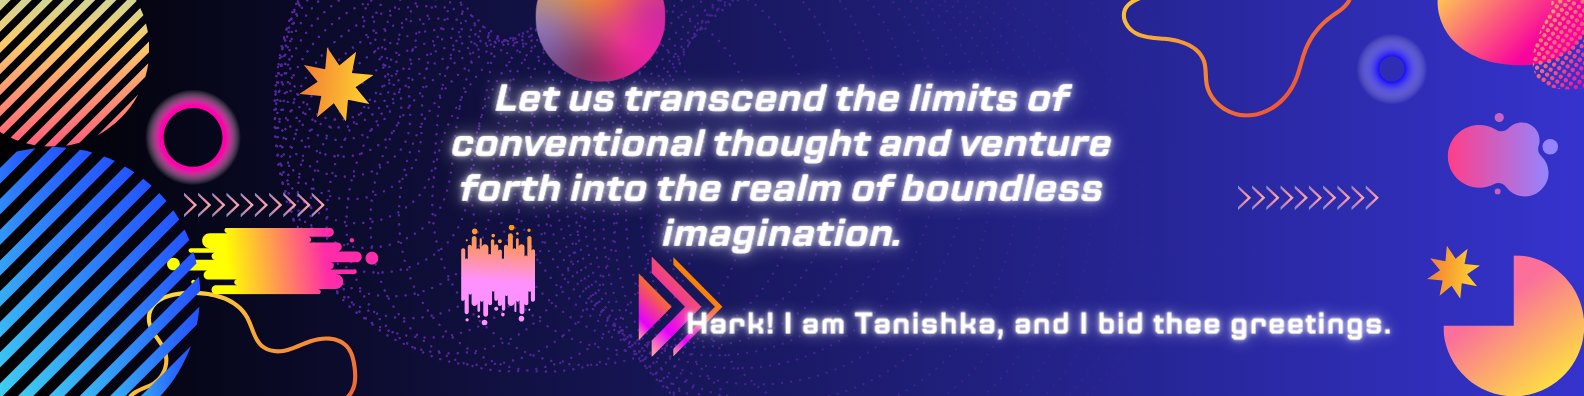 Let us transcend the limits of
conventional thought and venture
forth into the realm of boundless
imagination.
Hark! I am Tanishka, and I bid thee greetings.